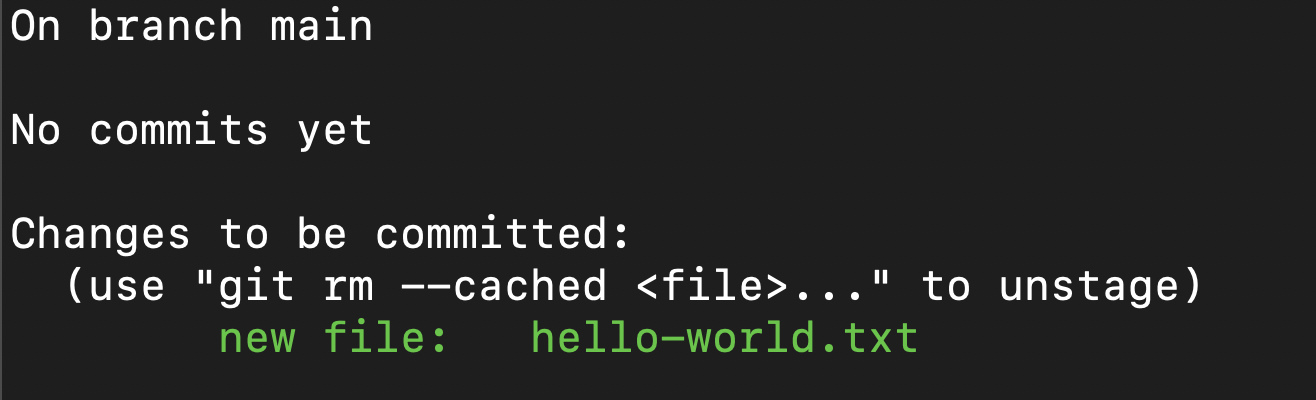 On branch main
No commits yet
Changes to be committed:
(use "git rm --cached <file>..." to unstage)
new file: hello-world.txt